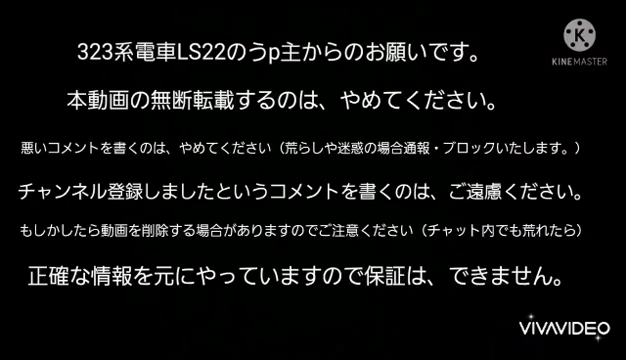 323系電車LS22のうp主からのお願いです。
K
KINEMASTER
本動画の無断転載するのは、やめてください。
悪いコメントを書くのは、やめてください（荒らしや迷惑の場合通報・ブロックいたします。）
チャンネル登録しましたというコメントを書くのは、ご遠慮ください。
もしかしたら動画を削除する場合がありますのでご注意ください（チャット内でも荒れたら）
正確な情報を元にやっていますので保証は、できません。
VIVAVIDEO